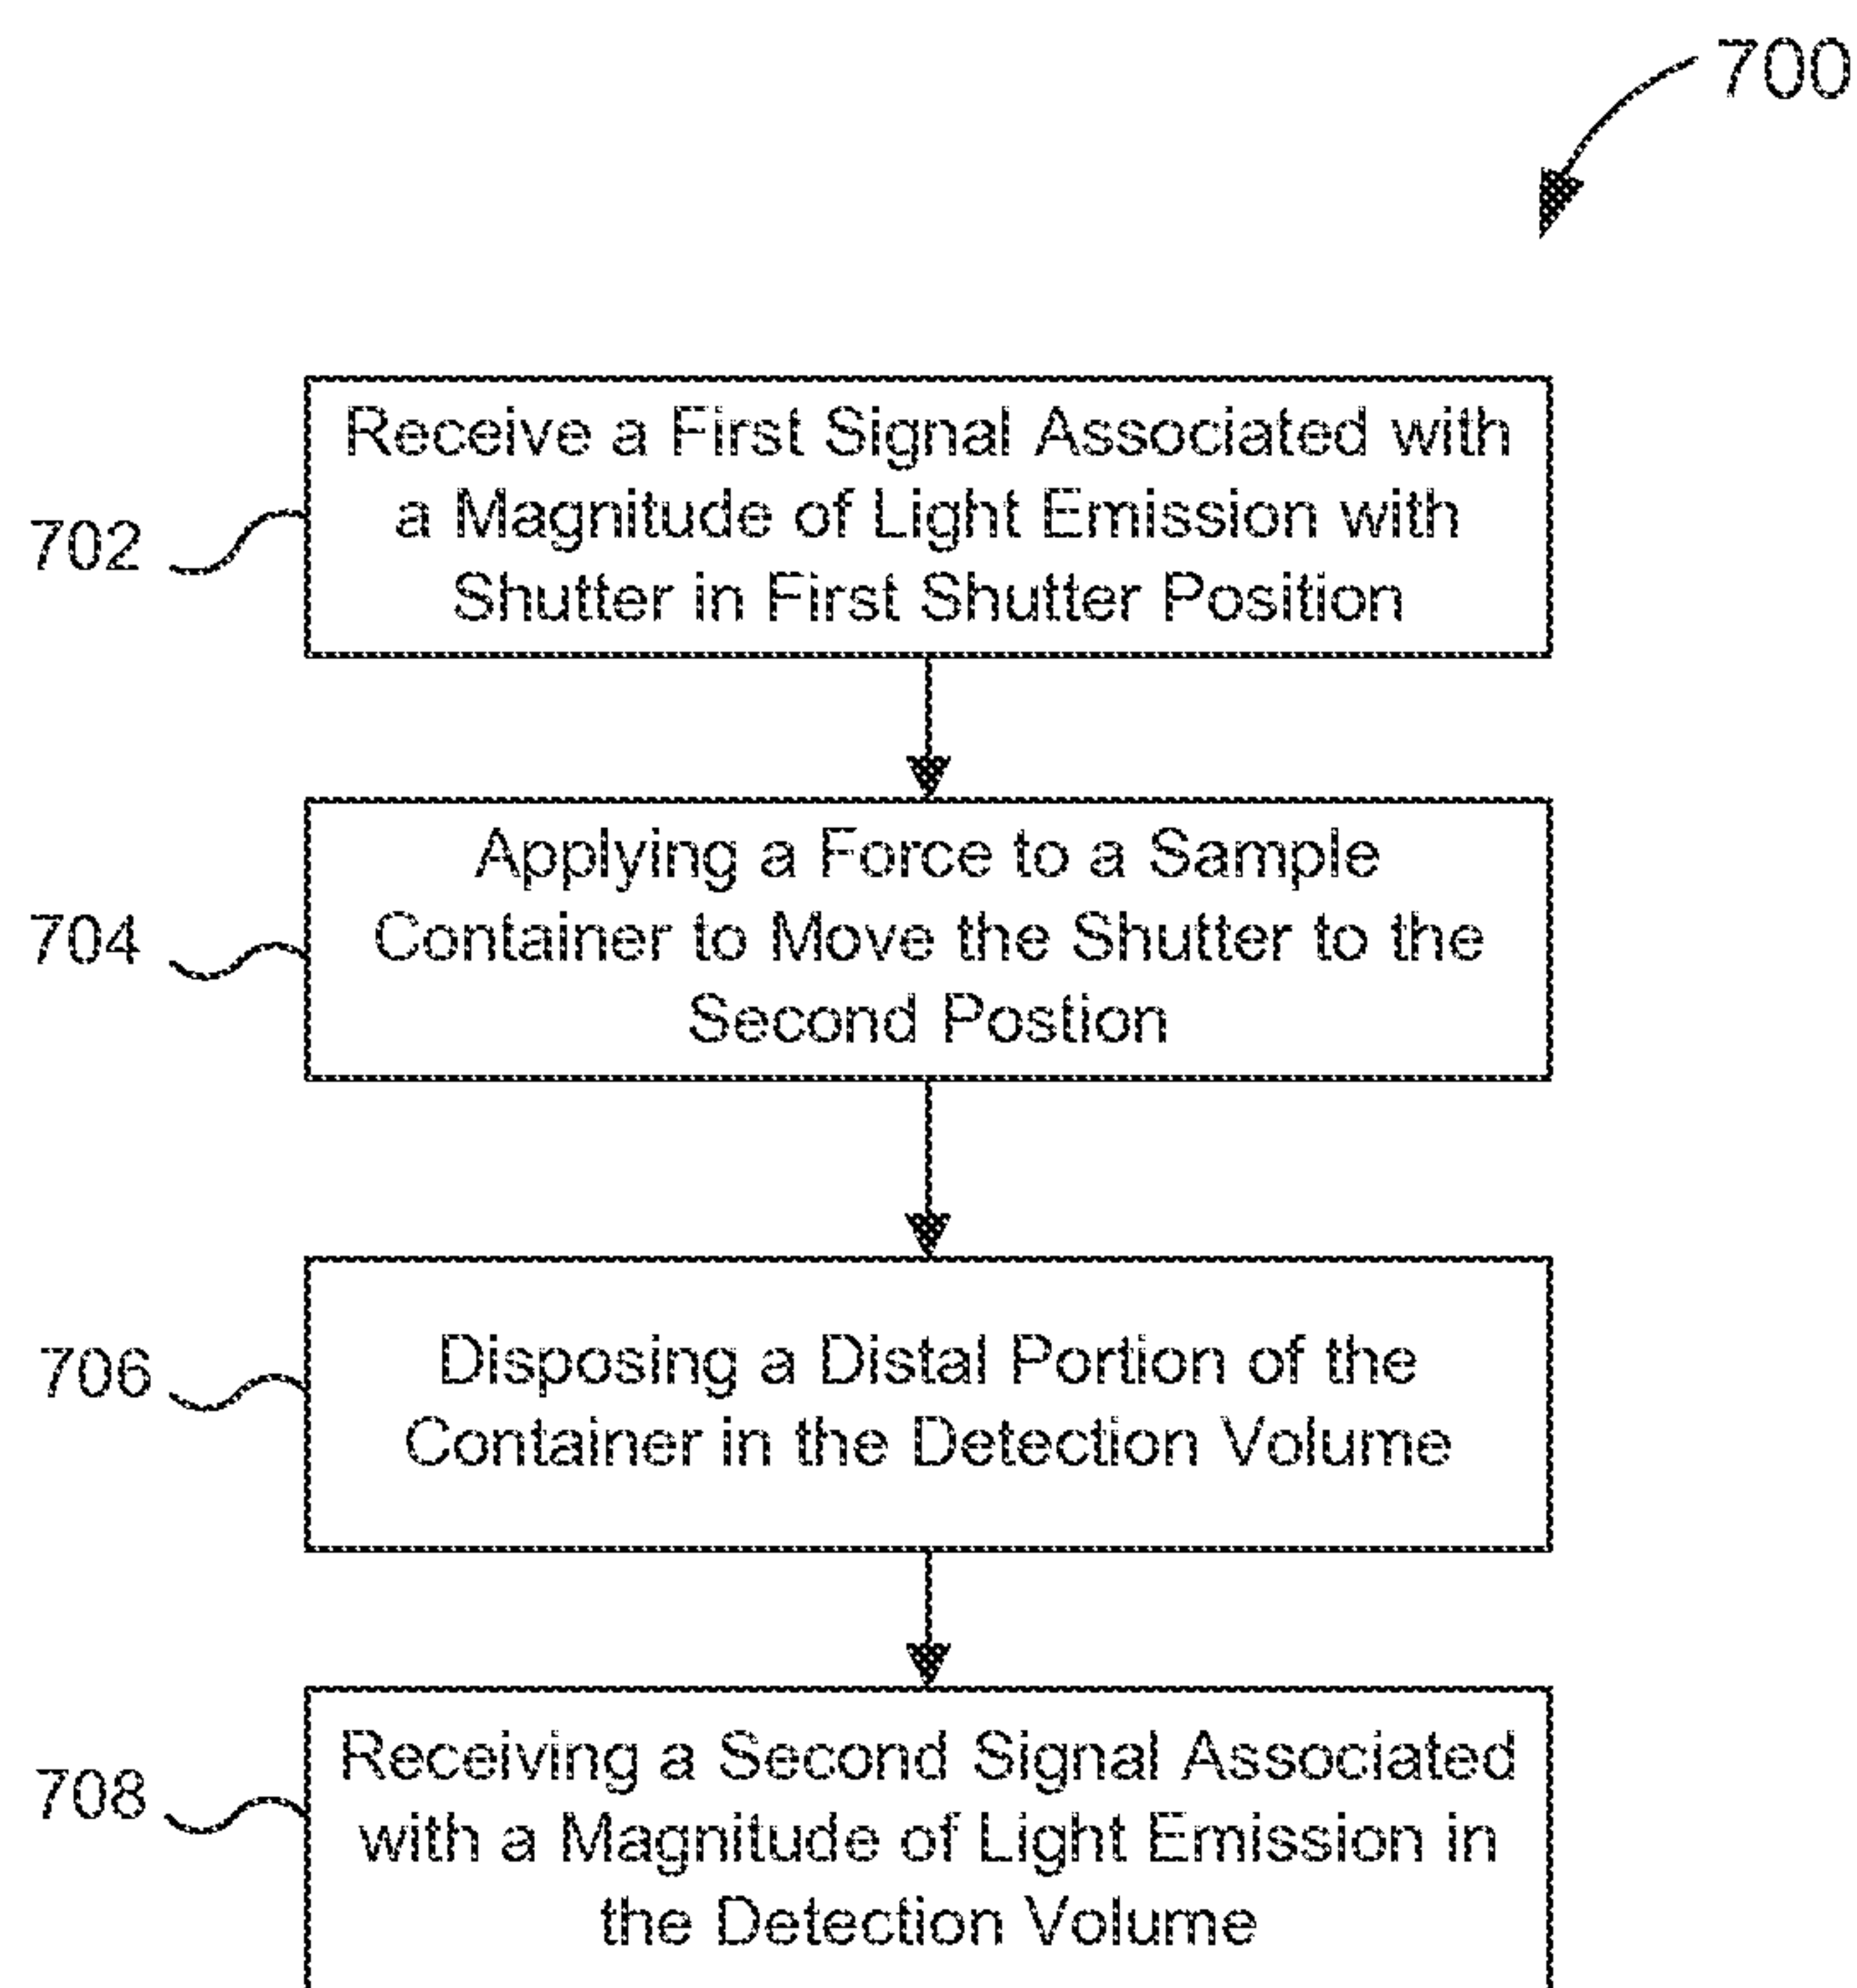 700
Receive a First Signal Associated with
a Magnitude of Light Emission with
Shutter in First Shutter Position
702
Applying a Force to a Sample
Container to Move the Shutter to the
Second Postion
704
Disposing a Distal Portion of the
Container in the Detection Volume
706
Receiving a Second Signal Associated
with a Magnitude of Light Emission in
the Detection Volume
708